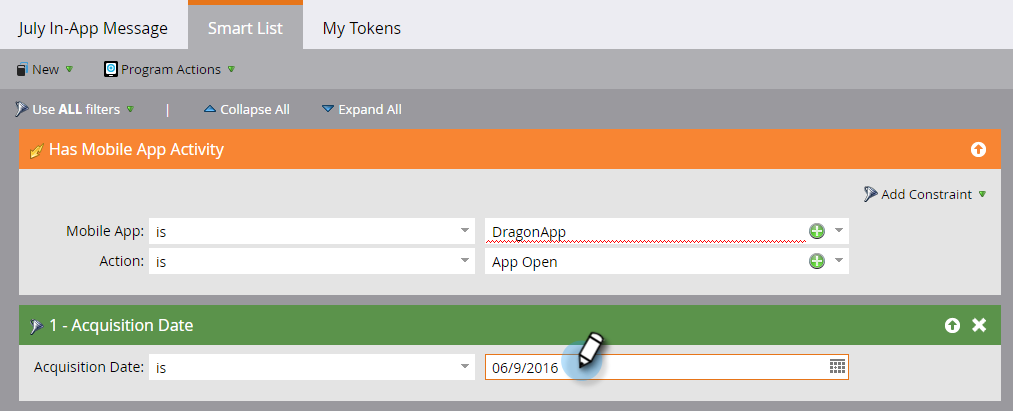 July In-App Message Smart List My Tokens
New Program Actions
Use ALL filters | Collapse All Expand All
Has Mobile App Activity
Add Constraint
Mobile App: is DragonApp
Action: is App Open
1 - Acquisition Date
Acquisition Date: is 06/9/2016